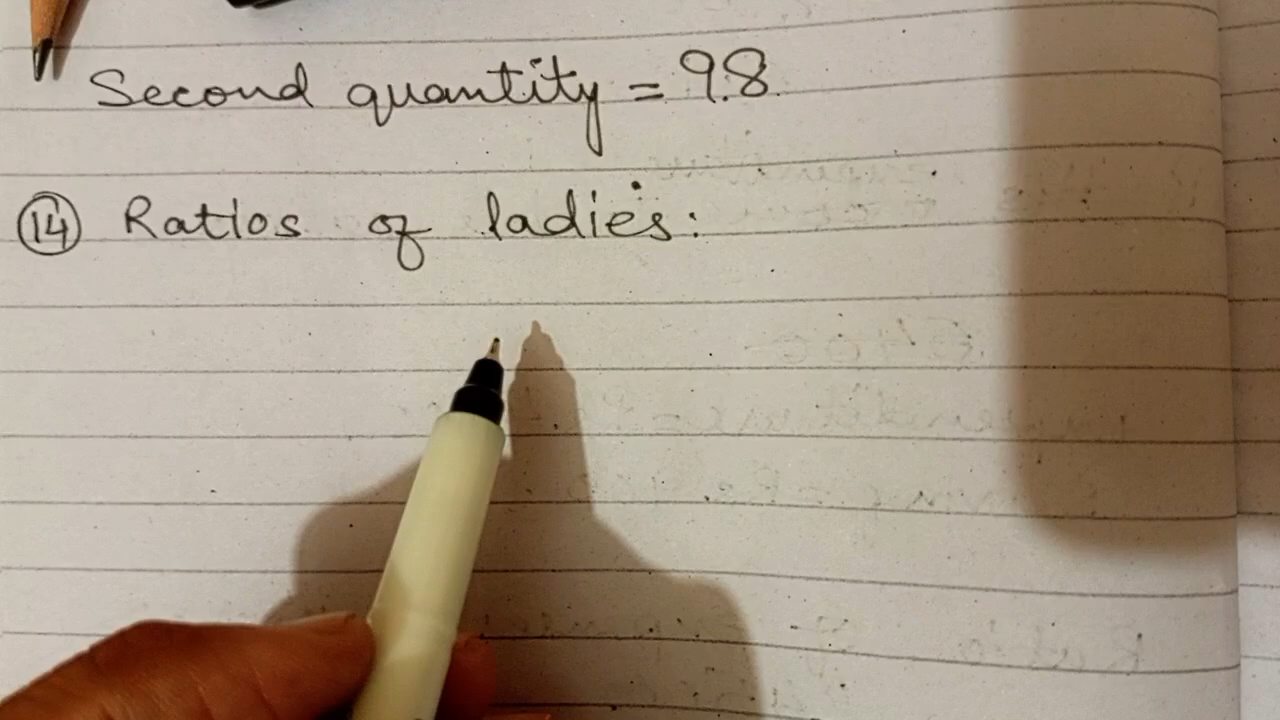 Second quantity = 9.8
14 Ratios of ladies: